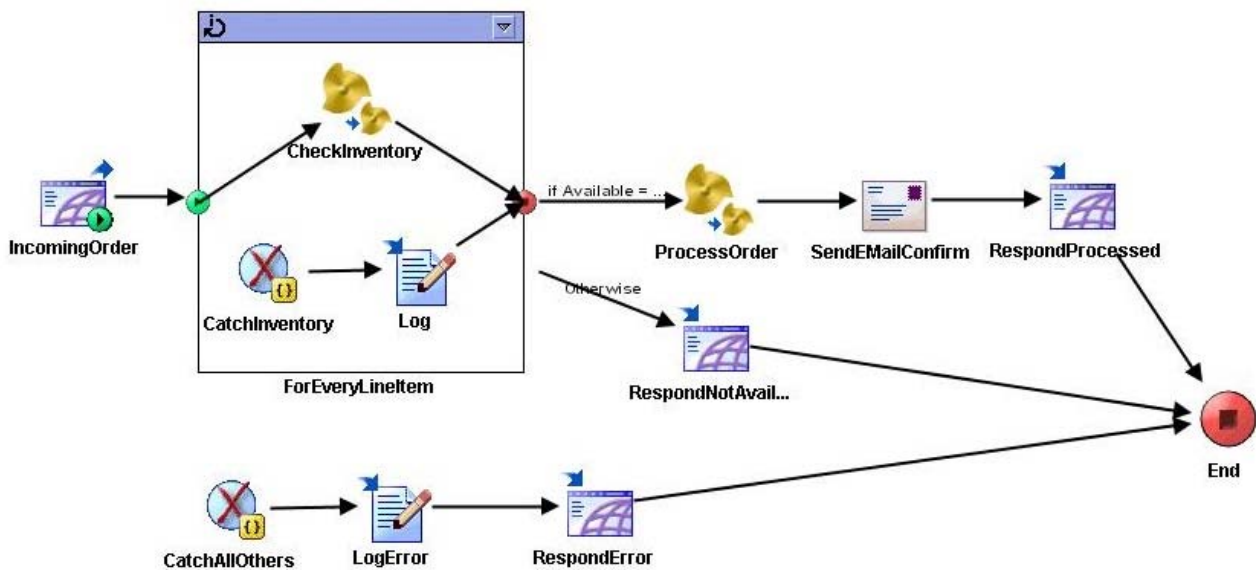 CheckInventory
IncomingOrder
if Available = ...
ProcessOrder
SendEMailConfirm
RespondProcessed
CatchInventory
Log
Otherwise
ForEveryLineItem
RespondNotAvail...
End
CatchAllOthers
LogError
RespondError